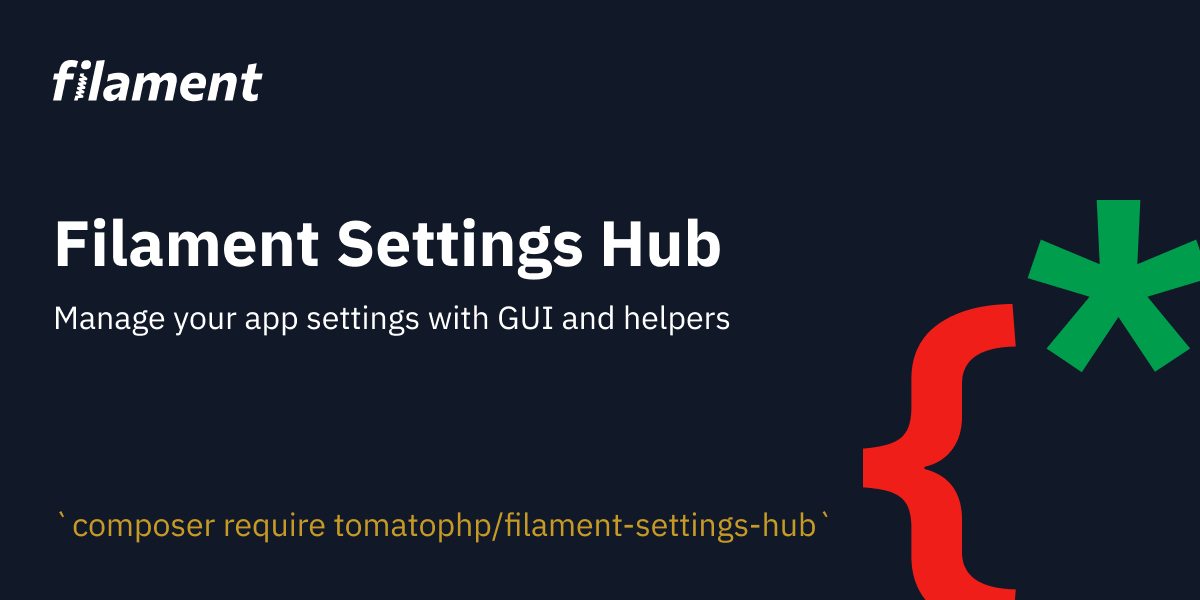 filament
Filament Settings Hub
Manage your app settings with GUI and helpers
`composer require tomatophp/filament-settings-hub`
{*